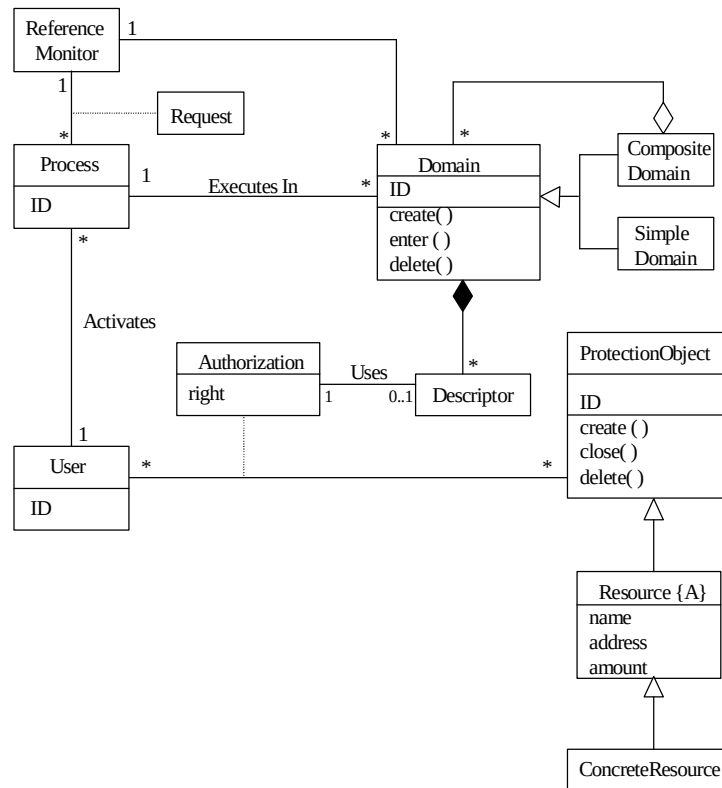 Reference
Monitor
1
1
*
*
Request
*
Process
ID
1
Executes In
*
Domain
ID
create( )
enter ( )
delete( )
Composite
Domain
Simple
Domain
*
Activates
Authorization
right
Uses
1
0..1
*
Descriptor
ProtectionObject
ID
create ( )
close( )
delete( )
1
User
ID
*
*
Resource {A}
name
address
amount
ConcreteResource